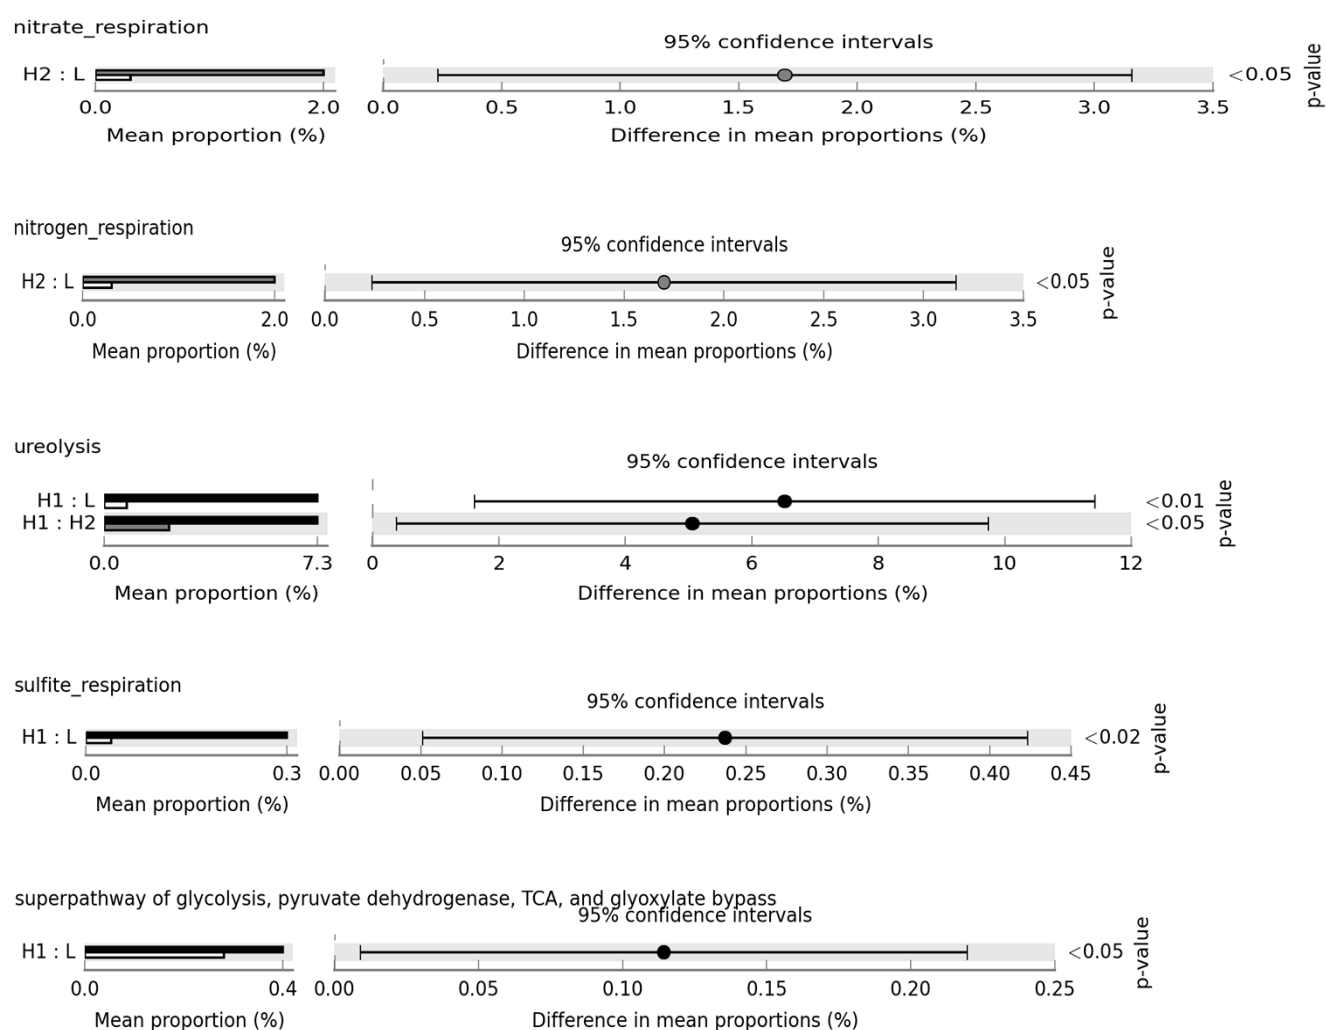 nitrate_respiration
95% confidence intervals
H2 : L
<0.05
p-value
0.0 2.0 0.0 0.5 1.0 1.5 2.0 2.5 3.0 3.5
Mean proportion (%) Difference in mean proportions (%)
nitrogen_respiration
95% confidence intervals
H2 : L
<0.05
p-value
0.0 2.0 0.0 0.5 1.0 1.5 2.0 2.5 3.0 3.5
Mean proportion (%) Difference in mean proportions (%)
ureolysis
95% confidence intervals
H1 : L <0.01
H1 : H2 <0.05
p-value
0.0 7.3 0 2 4 6 8 10 12
Mean proportion (%) Difference in mean proportions (%)
sulfite_respiration
95% confidence intervals
H1 : L <0.02
p-value
0.0 0.3 0.00 0.05 0.10 0.15 0.20 0.25 0.30 0.35 0.40 0.45
Mean proportion (%) Difference in mean proportions (%)
superpathway of glycolysis, pyruvate dehydrogenase, TCA, and glyoxylate bypass
95% confidence intervals
H1 : L <0.05
p-value
0.0 0.4 0.00 0.05 0.10 0.15 0.20 0.25
Mean proportion (%) Difference in mean proportions (%)